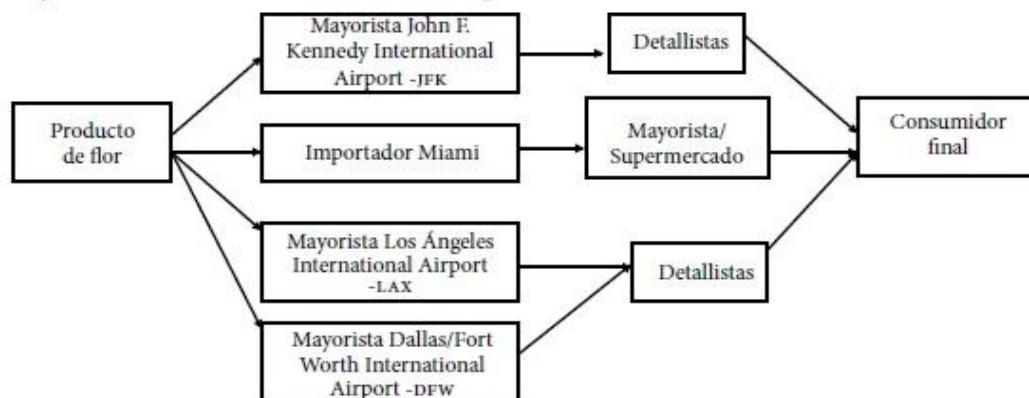 Mayorista John F.
Kennedy International
Airport -JFK
Detallistas
Producto
de flor
Importador Miami
Mayorista/
Supermercado
Consumidor
final
Mayorista Los Ángeles
International Airport
-LAX
Detallistas
Mayorista Dallas/Fort
Worth International
Airport -DFW